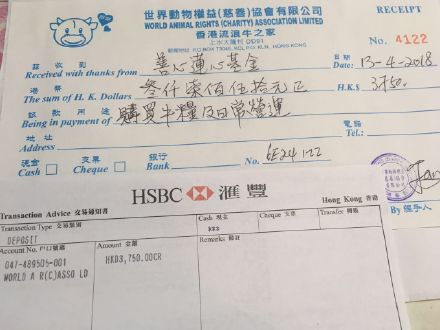 世界動物權益(慈善)協會有限公司
WORLD ANIMAL RIGHTS (CHARITY) ASSOCIATION LIMITED
香港流浪牛之家
RECEIPT
No. 4122
茲收到 善心蓮心基金
Received with thanks from
日期
Date: 13-4-2018
港幣 叁仟柒佰伍拾元正
The sum of H. K. Dollars
H.K.$ 3750.
款項用途 購買牛糧及日常營運
Being in payment of
地址
Address
電話
Tel.:
現金
Cash
支票
Cheque
銀行
Bank
No. 6E24122
By 經手人
HSBC 滙豐
Transaction Advice 交易通知書
Hong Kong 香港
Transaction Type 交易類別
DEPOSIT
Cash 現金
***
Cheque 支票
Transfer 轉賬
Account No. 戶口號碼
047-489505-001
WORLD A R(C)ASSO LD
Amount 金額
HKD3,750.00CR
Remarks 備註